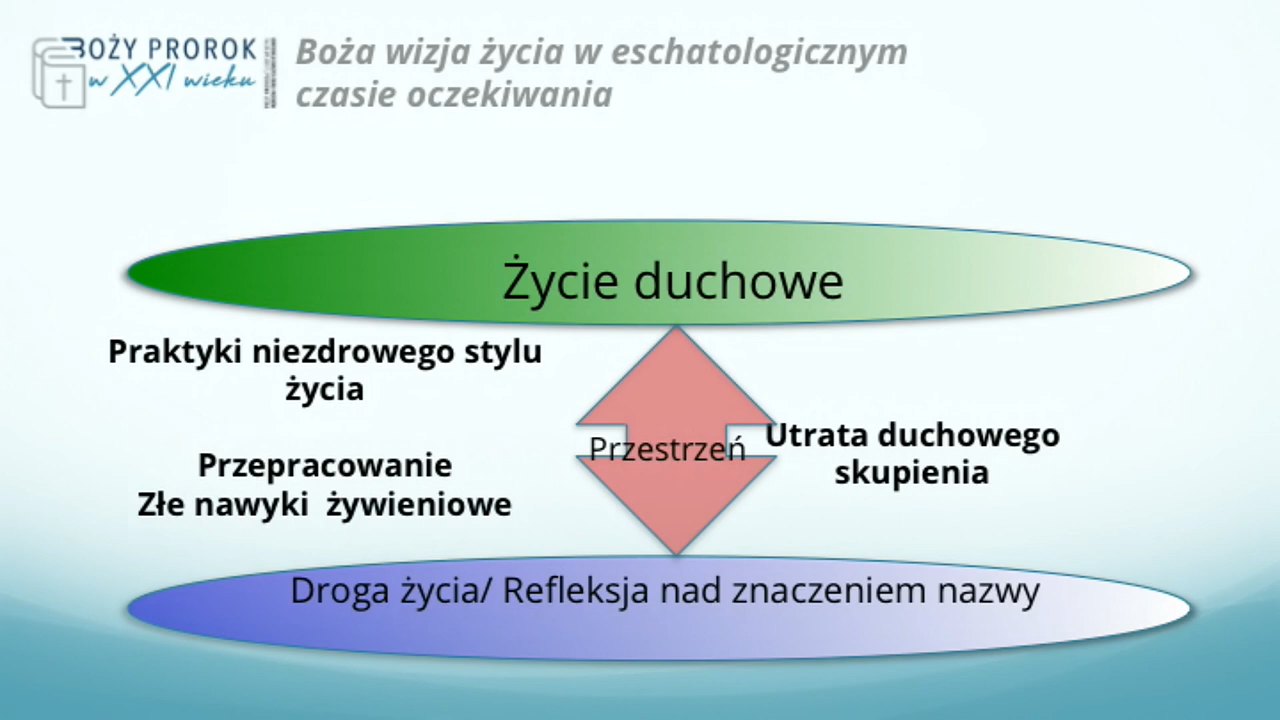 BOŻY PROROK
w XXI wieku
Boża wizja życia w eschatologicznym
czasie oczekiwania
Życie duchowe
Praktyki niezdrowego stylu
życia
Przepracowanie
Złe nawyki  żywieniowe
Przestrzeń
Utrata duchowego
skupienia
Droga życia/ Refleksja nad znaczeniem nazwy